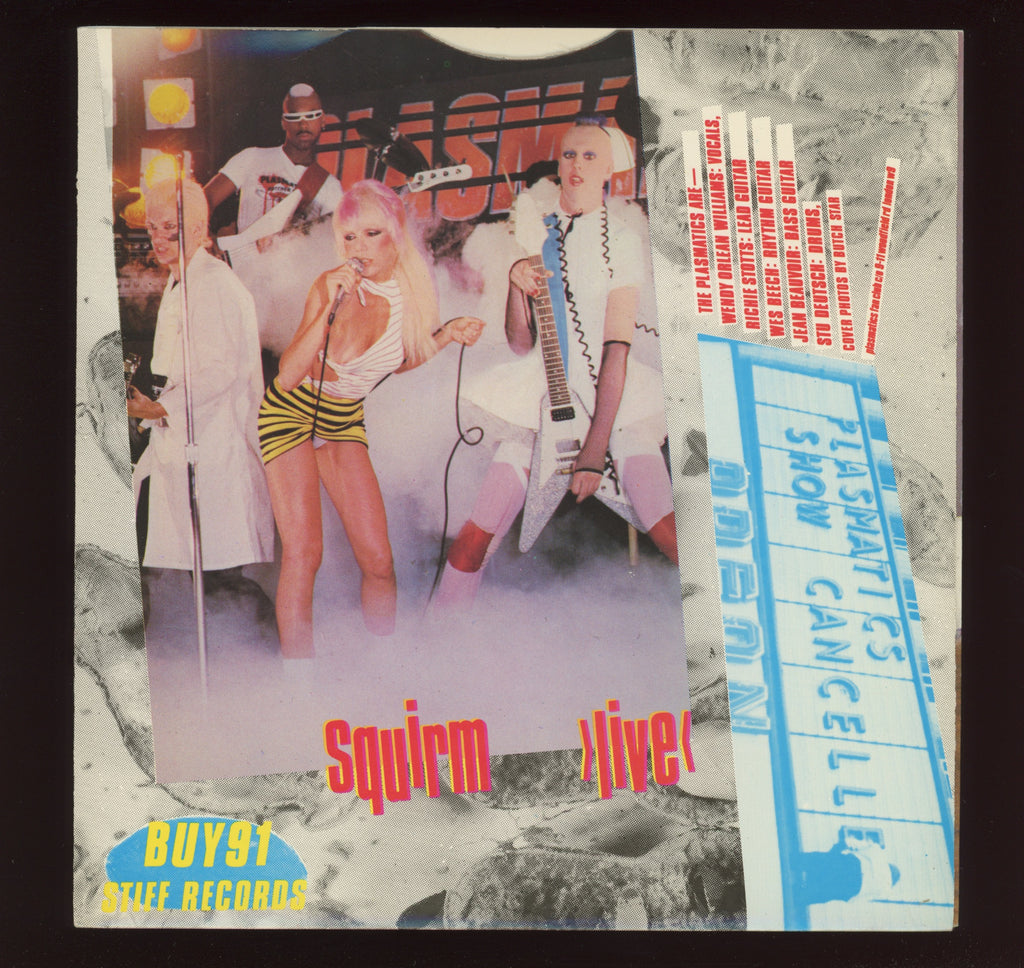 PLASMA
THE PLASMATICS ARE —
WENDY ORLEAN WILLIAMS: VOCALS,
RICHIE STOTTS: LEAD GUITAR
WES BEECH: RHYTHM GUITAR
JEAN BEAUVOIR: BASS GUITAR
STU DEUTSCH: DRUMS,
COVER PHOTOS BY BUTCH STAR
ODEON
PLASMATICS
SHOW CANCELLE
squirm ›live‹
BUY91
STIFF RECORDS